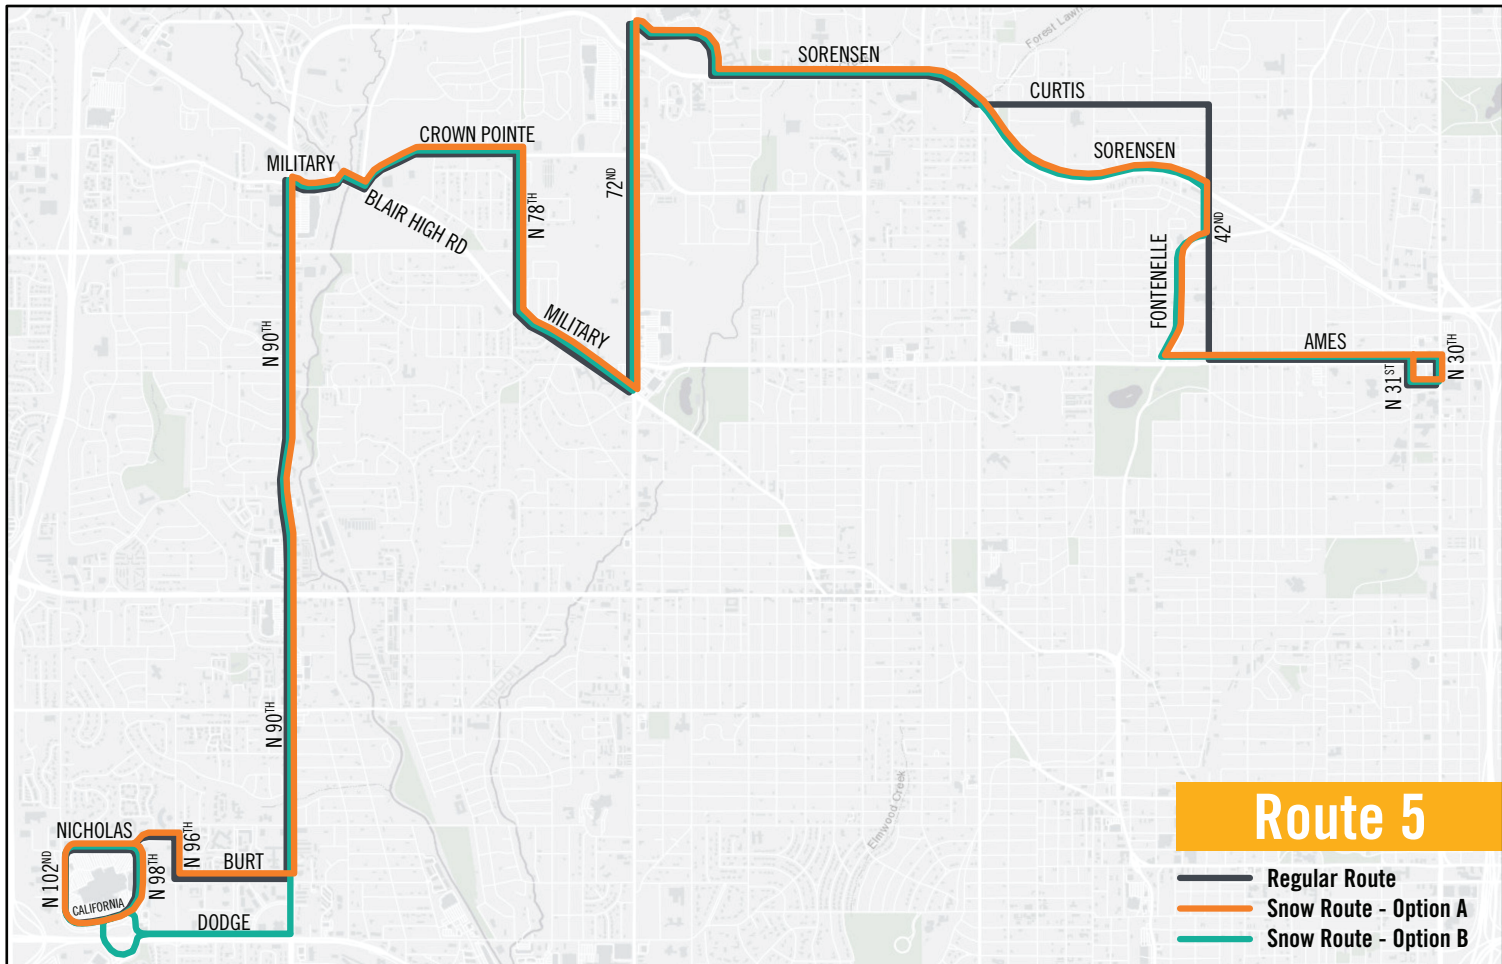 Forest Lawn
SORENSEN
CURTIS
CROWN POINTE
MILITARY
SORENSEN
72ND
BLAIR HIGH RD
N 78TH
42ND
FONTENELLE
N 90TH
MILITARY
AMES
N 30TH
N 31ST
N 90TH
Elmwood Creek
NICHOLAS
N 96TH
BURT
N 102ND
N 98TH
CALIFORNIA
DODGE
Route 5
Regular Route
Snow Route - Option A
Snow Route - Option B